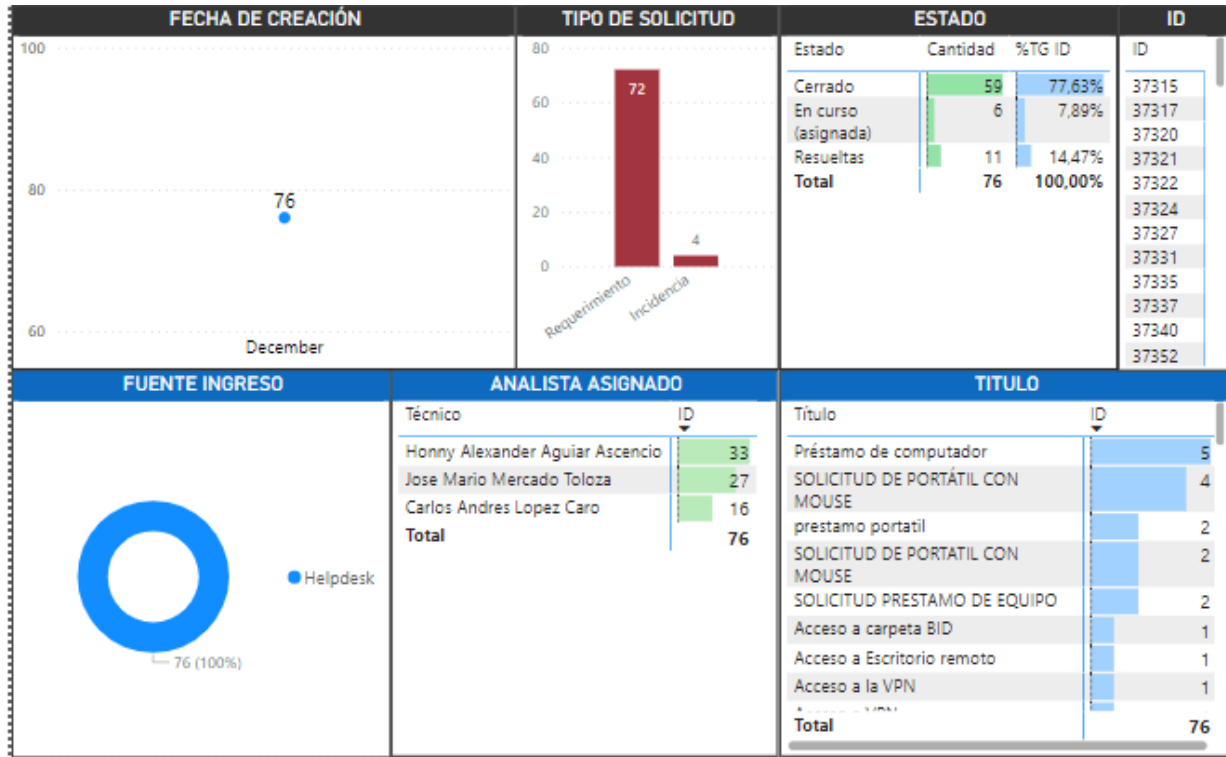 FECHA DE CREACIÓN
100
80
60
76
December
TIPO DE SOLICITUD
80
60
40
20
0
72
4
Requerimiento
Incidencia
ESTADO
Estado Cantidad %TG ID
Cerrado 59 77,63%
En curso 6 7,89%
(asignada)
Resueltas 11 14,47%
Total 76 100,00%
ID
ID
37315
37317
37320
37321
37322
37324
37327
37331
37335
37337
37340
37352
FUENTE INGRESO
Helpdesk
76 (100%)
ANALISTA ASIGNADO
Técnico ID
Honny Alexander Aguiar Ascencio 33
Jose Mario Mercado Toloza 27
Carlos Andres Lopez Caro 16
Total 76
TITULO
Título ID
Préstamo de computador 5
SOLICITUD DE PORTÁTIL CON 4
MOUSE
prestamo portatil 2
SOLICITUD DE PORTATIL CON 2
MOUSE
SOLICITUD PRESTAMO DE EQUIPO 2
Acceso a carpeta BID 1
Acceso a Escritorio remoto 1
Acceso a la VPN 1
Total 76